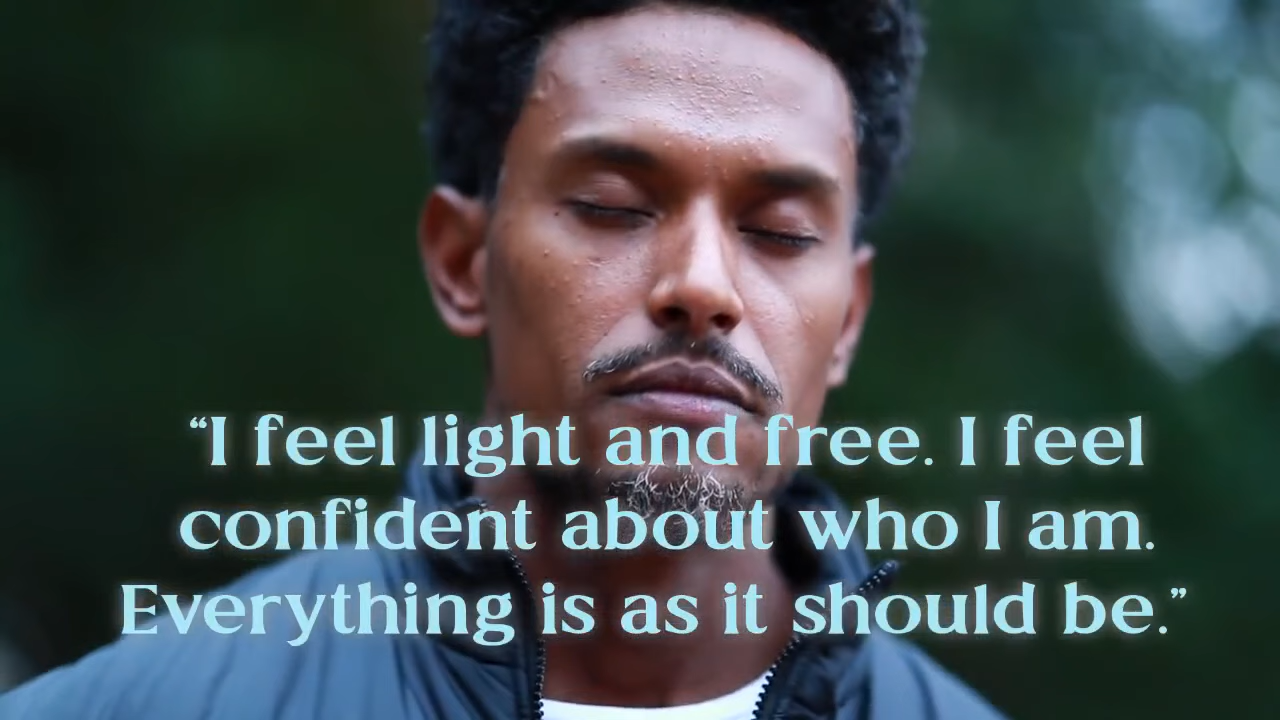 “I feel light and free. I feel
confident about who I am.
Everything is as it should be.”